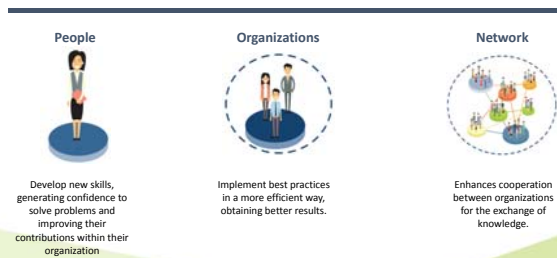 People
Develop new skills,
generating confidence to
solve problems and
improving their
contributions within their
organization
Organizations
Implement best practices
in a more efficient way,
obtaining better results.
Network
Enhances cooperation
between organizations
for the exchange of
knowledge.